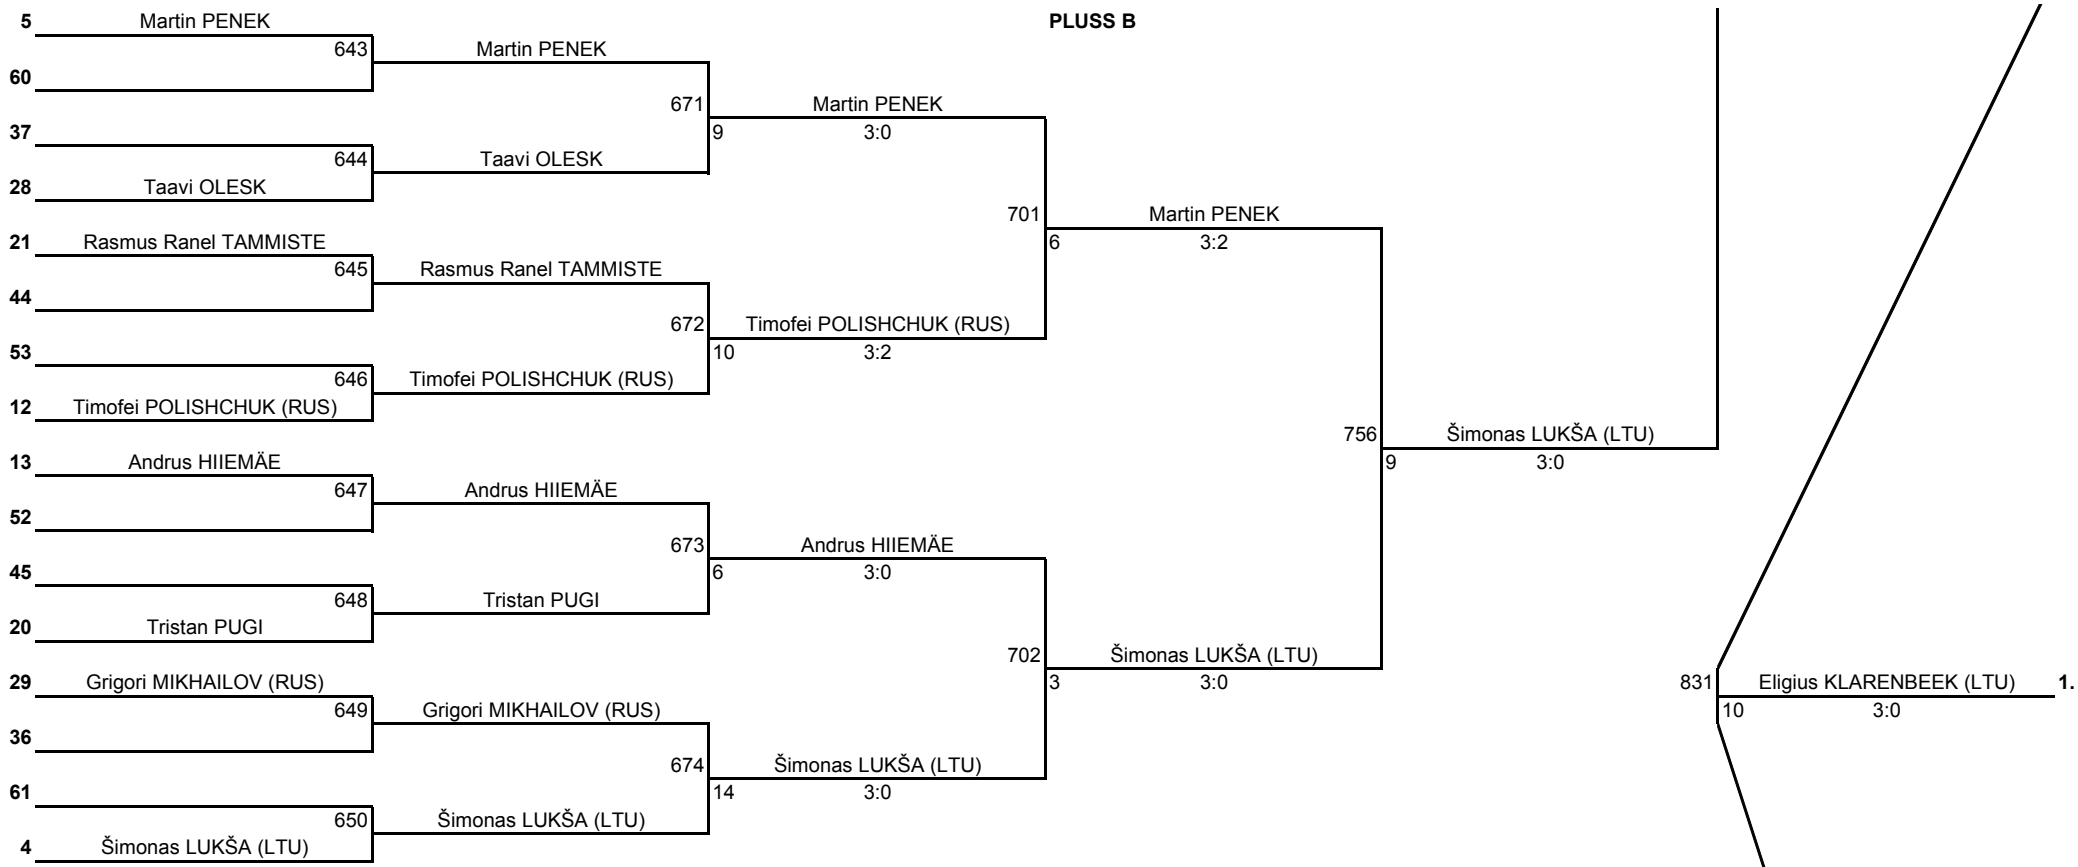 5 Martin PENEK PLUSS B
643 Martin PENEK
60
671 Martin PENEK
37 9 3:0
644 Taavi OLESK
28 Taavi OLESK
701 Martin PENEK
21 Rasmus Ranel TAMMISTE 6 3:2
645 Rasmus Ranel TAMMISTE
44
672 Timofei POLISHCHUK (RUS)
53 10 3:2
646 Timofei POLISHCHUK (RUS)
12 Timofei POLISHCHUK (RUS)
756 Šimonas LUKŠA (LTU)
13 Andrus HIIEMÄE 9 3:0
647 Andrus HIIEMÄE
52
673 Andrus HIIEMÄE
45 6 3:0
648 Tristan PUGI
20 Tristan PUGI
702 Šimonas LUKŠA (LTU)
29 Grigori MIKHAILOV (RUS) 3 3:0 831 Eligius KLARENBEEK (LTU) 1.
649 Grigori MIKHAILOV (RUS) 10 3:0
36
674 Šimonas LUKŠA (LTU)
61 14 3:0
650 Šimonas LUKŠA (LTU)
4 Šimonas LUKŠA (LTU)